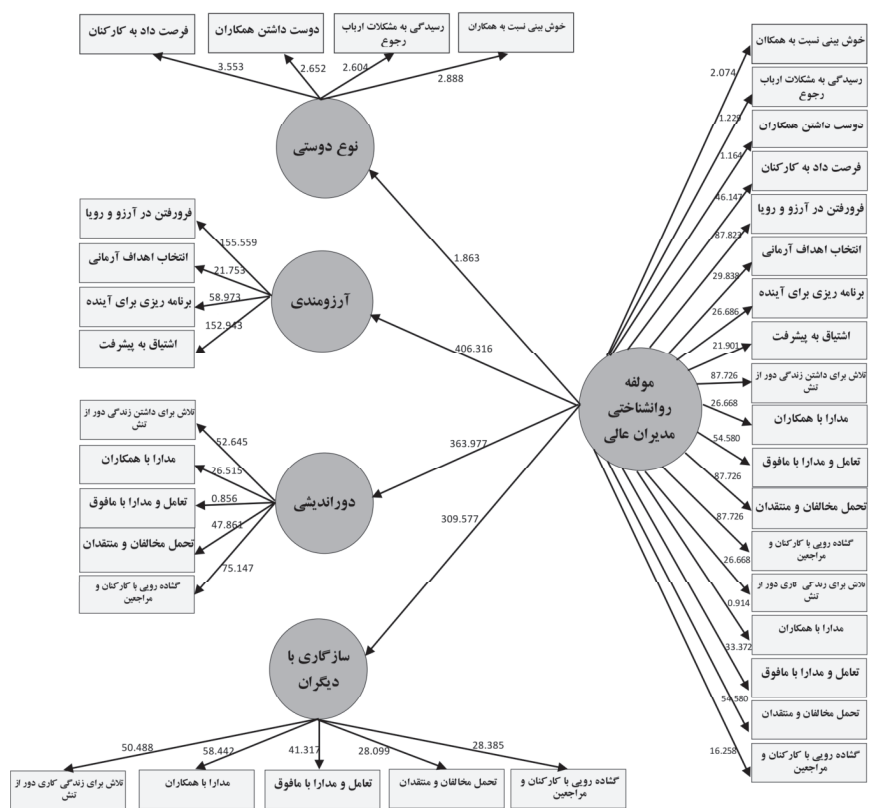 فرصت داد به کارکنان
دوست داشتن همکاران
رسیدگی به مشکلات ارباب
رجوع
خوش بینی نسبت به همکاران
3.553
2.652
2.604
2.888
نوع دوستی
فرورفتن در آرزو و رویا
انتخاب اهداف آرمانی
برنامه ریزی برای آینده
اشتیاق به پیشرفت
155.559
21.753
58.973
152.943
آرزومندی
تلاش برای داشتن زندگی دور از
تنش
مدارا با همکاران
تعامل و مدارا با مافوق
تحمل مخالفان و منتقدان
گشاده رویی با کارکنان و
مراجعین
52.645
26.515
0.856
47.861
75.147
دوراندیشی
سازگاری با
دیگران
50.488
58.442
41.317
28.099
28.385
تلاش برای زندگی کاری دور از
تنش
مدارا با همکاران
تعامل و مدارا با مافوق
تحمل مخالفان و منتقدان
گشاده رویی با کارکنان و
مراجعین
1.863
406.316
363.977
309.577
مولفه
روانشناختی
مدیران عالی
خوش بینی نسبت به همکاان
رسیدگی به مشکلات ارباب
رجوع
دوست داشتن همکاران
فرصت داد به کارکنان
فرورفتن در آرزو و رویا
انتخاب اهداف آرمانی
برنامه ریزی برای آینده
اشتیاق به پیشرفت
تلاش برای داشتن زندگی دور از
تنش
مدارا با همکاران
تعامل و مدارا با مافوق
تحمل مخالفان و منتقدان
گشاده رویی با کارکنان و
مراجعین
تلاش برای زندگی کاری دور از
تنش
مدارا با همکاران
تعامل و مدارا با مافوق
تحمل مخالفان و منتقدان
گشاده رویی با کارکنان و
مراجعین
2.074
1.229
1.164
46.147
87.823
29.838
26.686
21.901
87.726
26.668
54.580
87.726
87.726
26.668
0.914
33.372
54.580
16.258